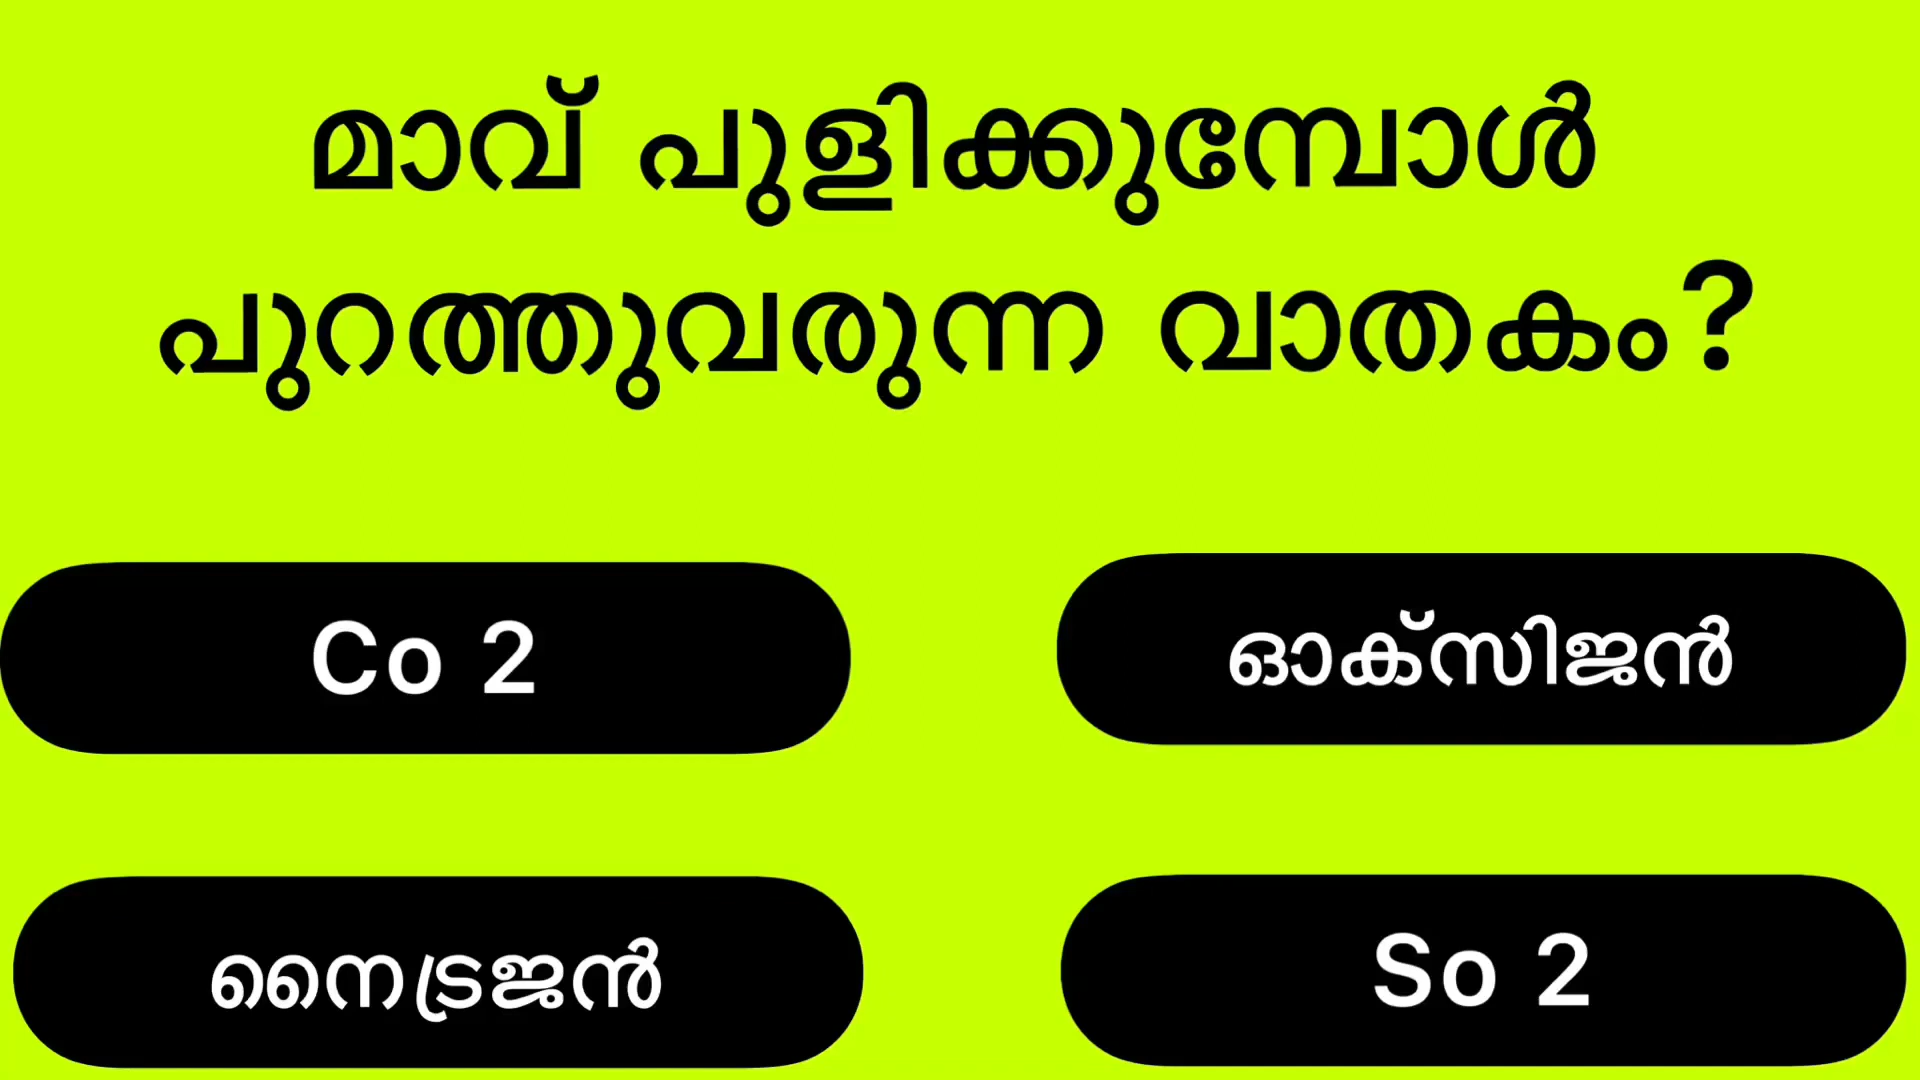 മാവ് പുളിക്കുമ്പോൾ
പുറത്തുവരുന്ന വാതകം?
Co 2
ഓക്സിജൻ
നൈട്രജൻ
So 2